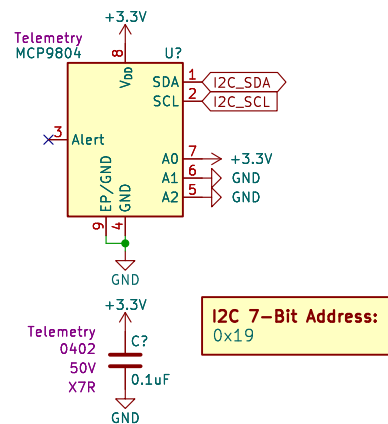 +3.3V
Telemetry
MCP9804
U?
8
VDD
SDA 1 I2C_SDA
SCL 2 I2C_SCL
3 Alert
A0 7 +3.3V
A1 6 GND
A2 5 GND
EP/GND
GND
9 4
GND
+3.3V
Telemetry
0402
50V
X7R
C?
0.1uF
GND
I2C 7-Bit Address:
0x19